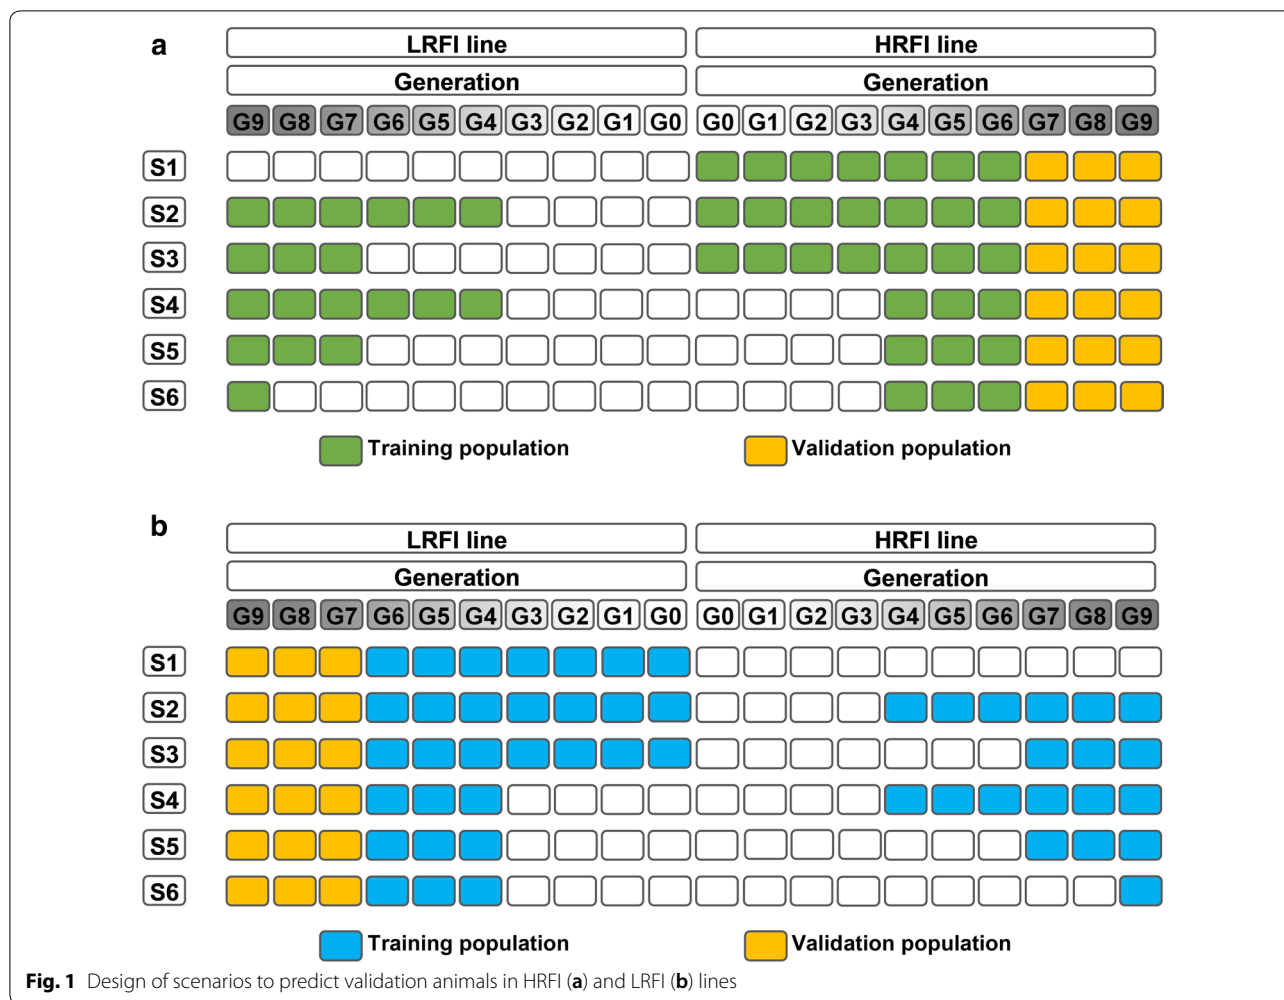 a
LRFI line HRFI line
Generation Generation
G9 G8 G7 G6 G5 G4 G3 G2 G1 G0 G0 G1 G2 G3 G4 G5 G6 G7 G8 G9
S1
S2
S3
S4
S5
S6
Training population Validation population
b
LRFI line HRFI line
Generation Generation
G9 G8 G7 G6 G5 G4 G3 G2 G1 G0 G0 G1 G2 G3 G4 G5 G6 G7 G8 G9
S1
S2
S3
S4
S5
S6
Training population Validation population
Fig. 1 Design of scenarios to predict validation animals in HRFI (a) and LRFI (b) lines